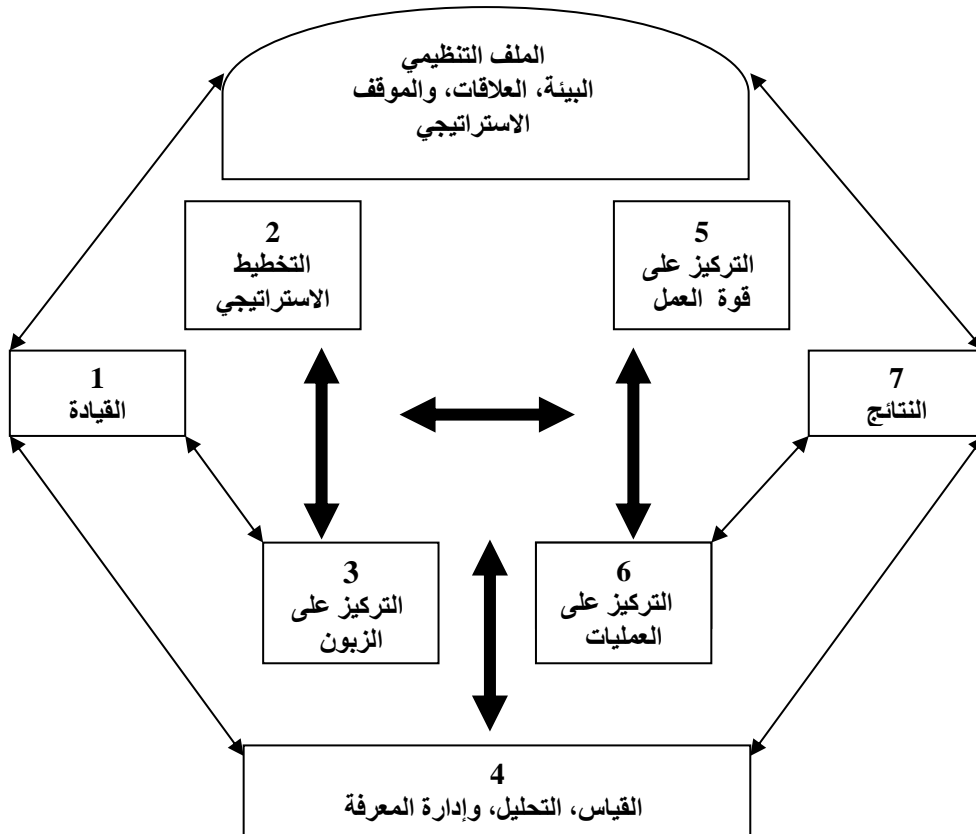 الملف التنظيمي
البيئة، العلاقات، والموقف
الاستراتيجي
2
التخطيط
الاستراتيجي
5
التركيز على
قوة العمل
1
القيادة
7
النتائج
3
التركيز على
الزبون
6
التركيز على
العمليات
4
القياس، التحليل، وإدارة المعرفة